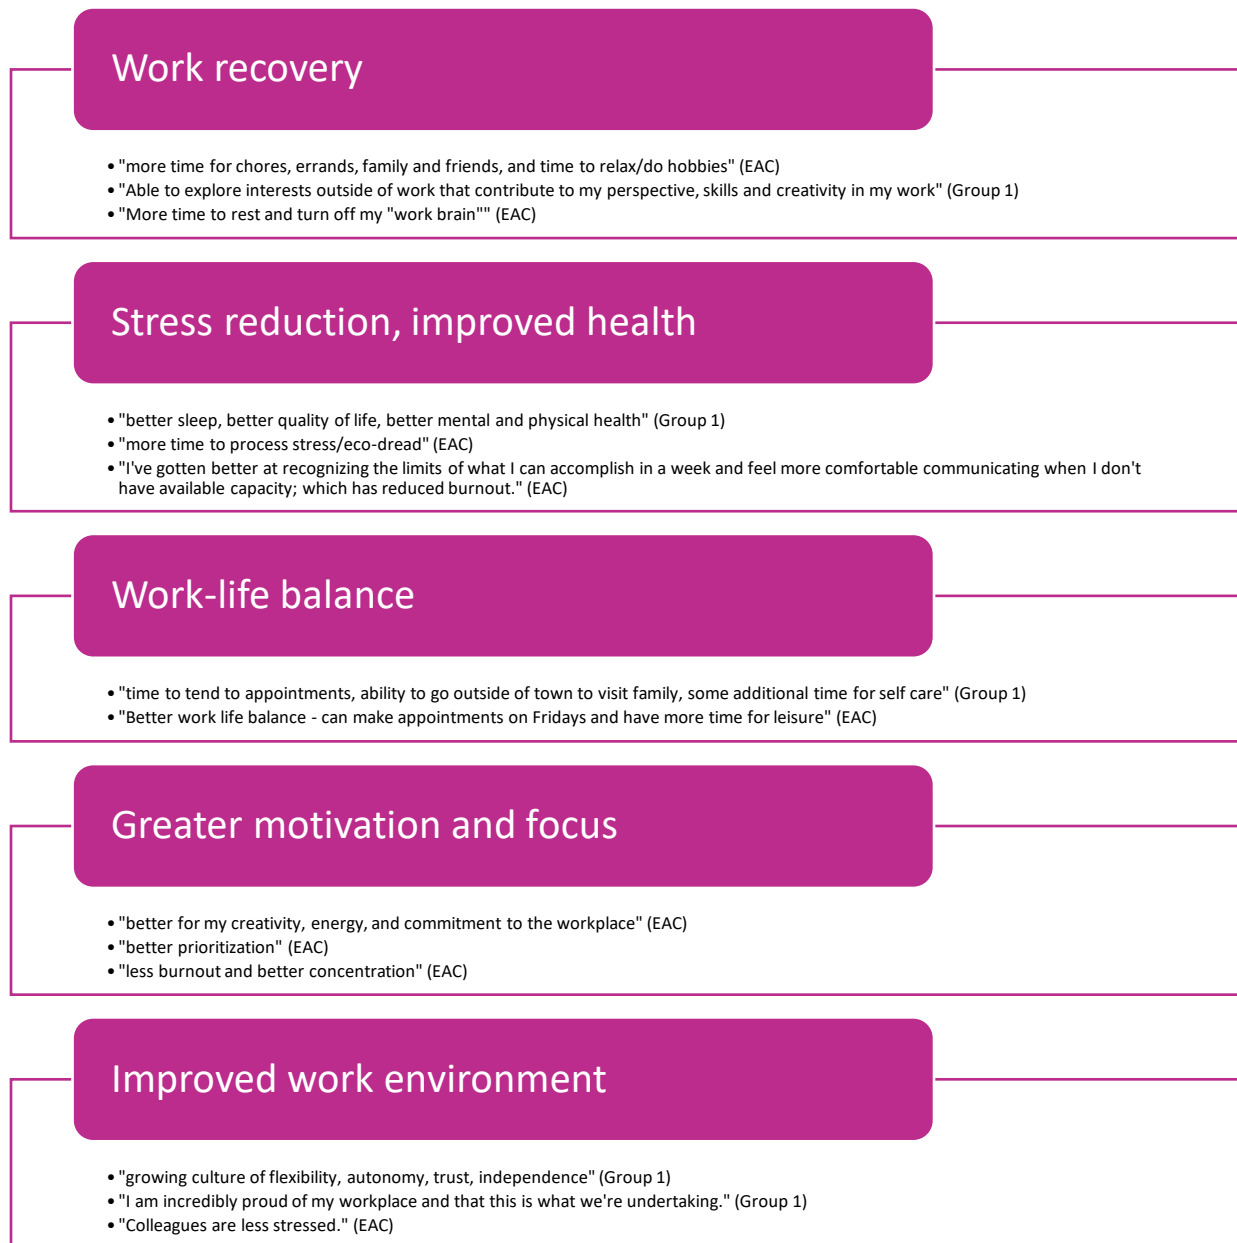 Work recovery
• "more time for chores, errands, family and friends, and time to relax/do hobbies" (EAC)
• "Able to explore interests outside of work that contribute to my perspective, skills and creativity in my work" (Group 1)
• "More time to rest and turn off my "work brain"" (EAC)
Stress reduction, improved health
• "better sleep, better quality of life, better mental and physical health" (Group 1)
• "more time to process stress/eco-dread" (EAC)
• "I've gotten better at recognizing the limits of what I can accomplish in a week and feel more comfortable communicating when I don't
have available capacity; which has reduced burnout." (EAC)
Work-life balance
• "time to tend to appointments, ability to go outside of town to visit family, some additional time for self care" (Group 1)
• "Better work life balance - can make appointments on Fridays and have more time for leisure" (EAC)
Greater motivation and focus
• "better for my creativity, energy, and commitment to the workplace" (EAC)
• "better prioritization" (EAC)
• "less burnout and better concentration" (EAC)
Improved work environment
• "growing culture of flexibility, autonomy, trust, independence" (Group 1)
• "I am incredibly proud of my workplace and that this is what we're undertaking." (Group 1)
• "Colleagues are less stressed." (EAC)